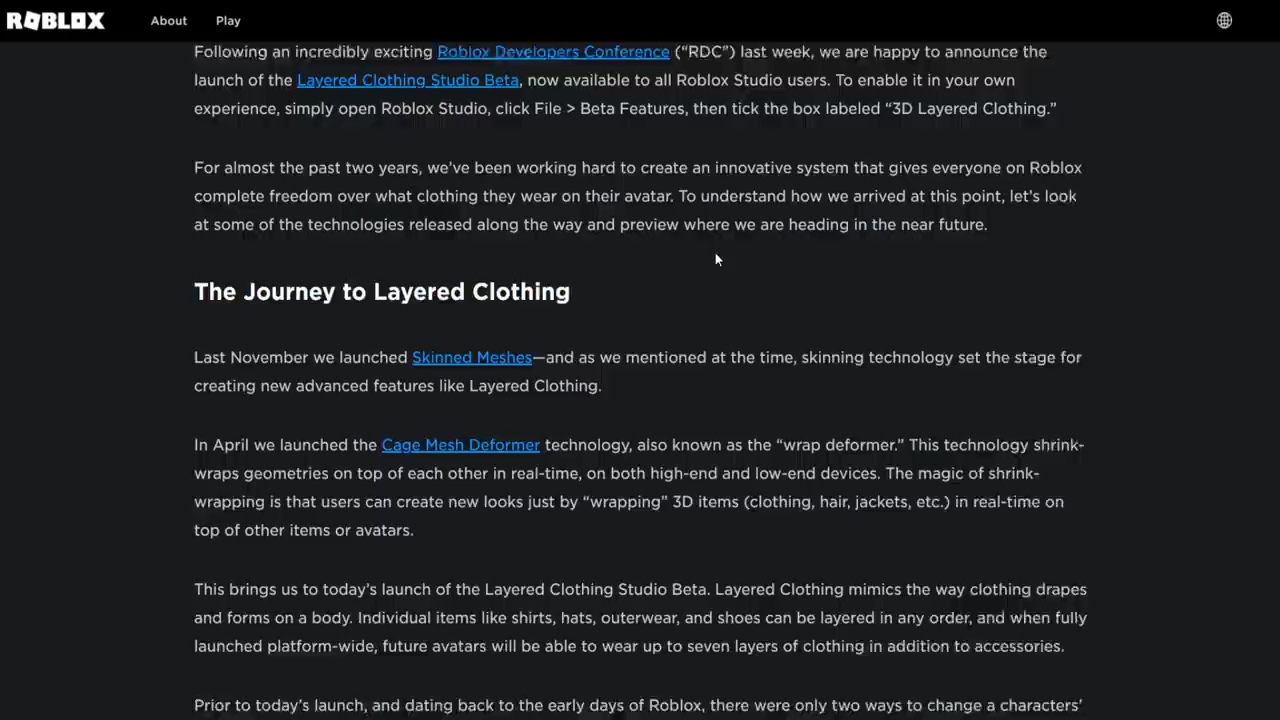 ROBLOX About Play
Following an incredibly exciting Roblox Developers Conference (“RDC”) last week, we are happy to announce the
launch of the Layered Clothing Studio Beta, now available to all Roblox Studio users. To enable it in your own
experience, simply open Roblox Studio, click File > Beta Features, then tick the box labeled “3D Layered Clothing.”
For almost the past two years, we’ve been working hard to create an innovative system that gives everyone on Roblox
complete freedom over what clothing they wear on their avatar. To understand how we arrived at this point, let’s look
at some of the technologies released along the way and preview where we are heading in the near future.
The Journey to Layered Clothing
Last November we launched Skinned Meshes—and as we mentioned at the time, skinning technology set the stage for
creating new advanced features like Layered Clothing.
In April we launched the Cage Mesh Deformer technology, also known as the “wrap deformer.” This technology shrink-
wraps geometries on top of each other in real-time, on both high-end and low-end devices. The magic of shrink-
wrapping is that users can create new looks just by “wrapping” 3D items (clothing, hair, jackets, etc.) in real-time on
top of other items or avatars.
This brings us to today’s launch of the Layered Clothing Studio Beta. Layered Clothing mimics the way clothing drapes
and forms on a body. Individual items like shirts, hats, outerwear, and shoes can be layered in any order, and when fully
launched platform-wide, future avatars will be able to wear up to seven layers of clothing in addition to accessories.
Prior to today’s launch, and dating back to the early days of Roblox, there were only two ways to change a characters’